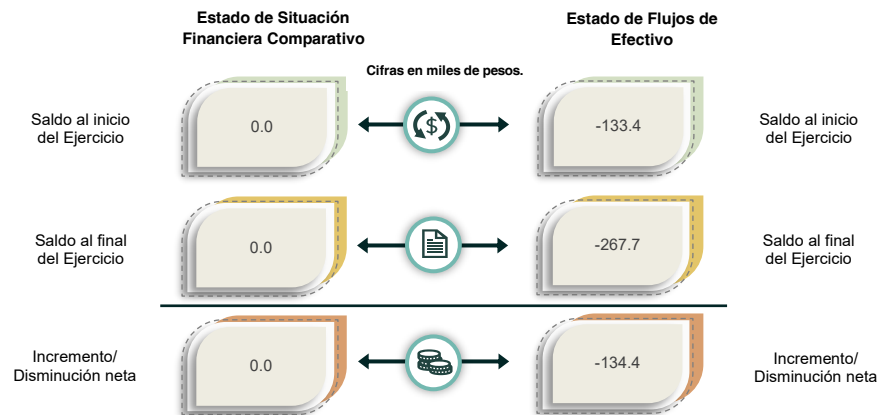 Estado de Situación
Financiera Comparativo
Estado de Flujos de
Efectivo
Cifras en miles de pesos.
Saldo al inicio
del Ejercicio
0.0
$
-133.4
Saldo al inicio
del Ejercicio
Saldo al final
del Ejercicio
0.0
-267.7
Saldo al final
del Ejercicio
Incremento/
Disminución neta
0.0
-134.4
Incremento/
Disminución neta